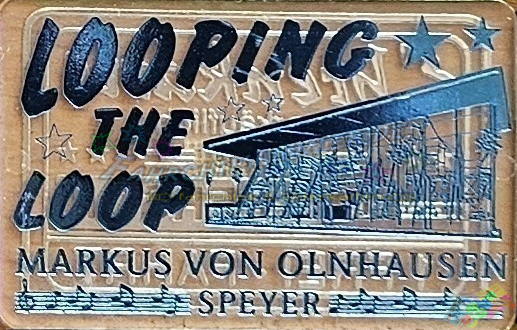 LOOPING
THE
LOOP
MARKUS VON OLNHAUSEN
SPEYER